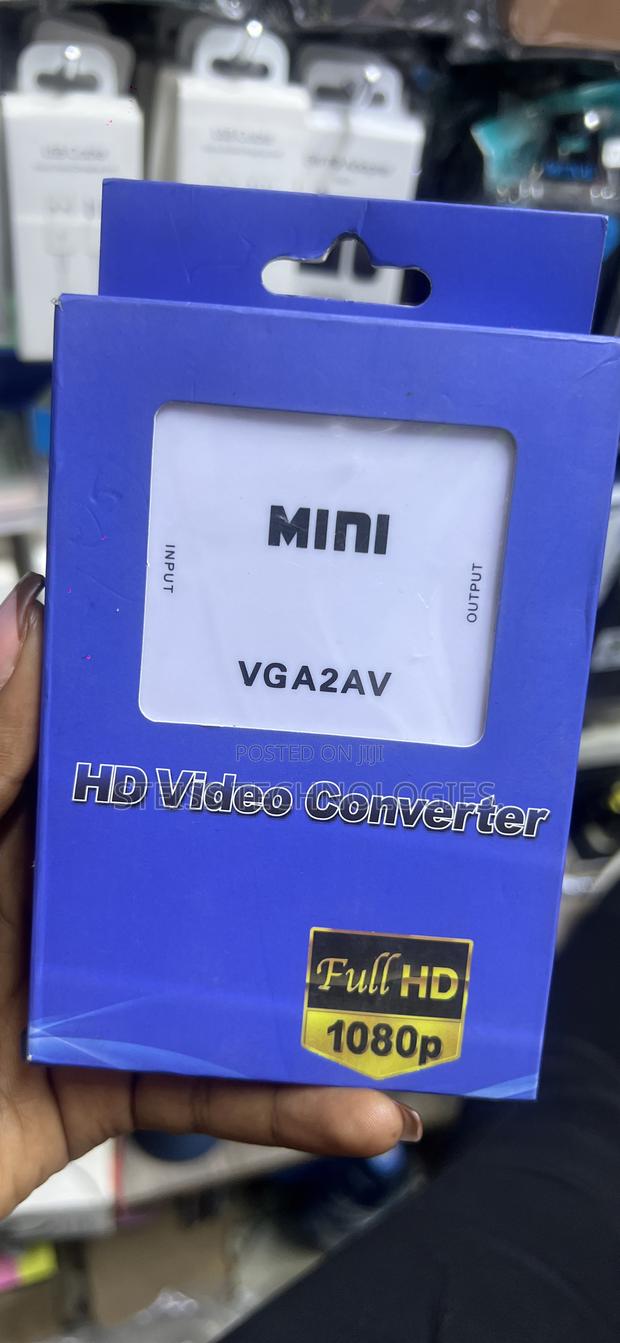 MINI
INPUT
OUTPUT
VGA2AV
POSTED ON JIJI
HD Video Converter
Full HD
1080p